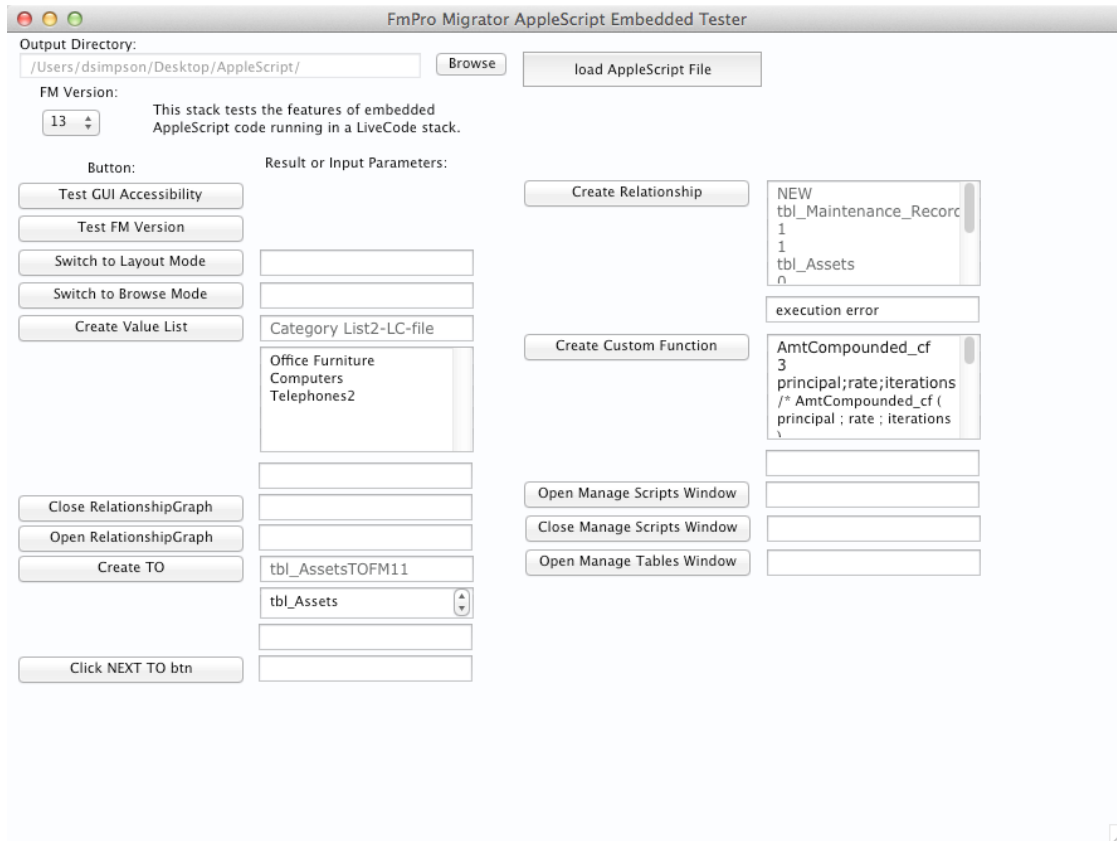 FmPro Migrator AppleScript Embedded Tester
Output Directory:
/Users/dsimpson/Desktop/AppleScript/
Browse
load AppleScript File
FM Version:
13
This stack tests the features of embedded
AppleScript code running in a LiveCode stack.
Button:
Result or Input Parameters:
Test GUI Accessibility
Test FM Version
Switch to Layout Mode
Switch to Browse Mode
Create Value List
Category List2-LC-file
Office Furniture
Computers
Telephones2
Close RelationshipGraph
Open RelationshipGraph
Create TO
tbl_AssetsTOFM11
tbl_Assets
Click NEXT TO btn
Create Relationship
NEW
tbl_Maintenance_Record
1
1
tbl_Assets
0
execution error
Create Custom Function
AmtCompounded_cf
3
principal;rate;iterations
/* AmtCompounded_cf (
principal ; rate ; iterations
)
Open Manage Scripts Window
Close Manage Scripts Window
Open Manage Tables Window